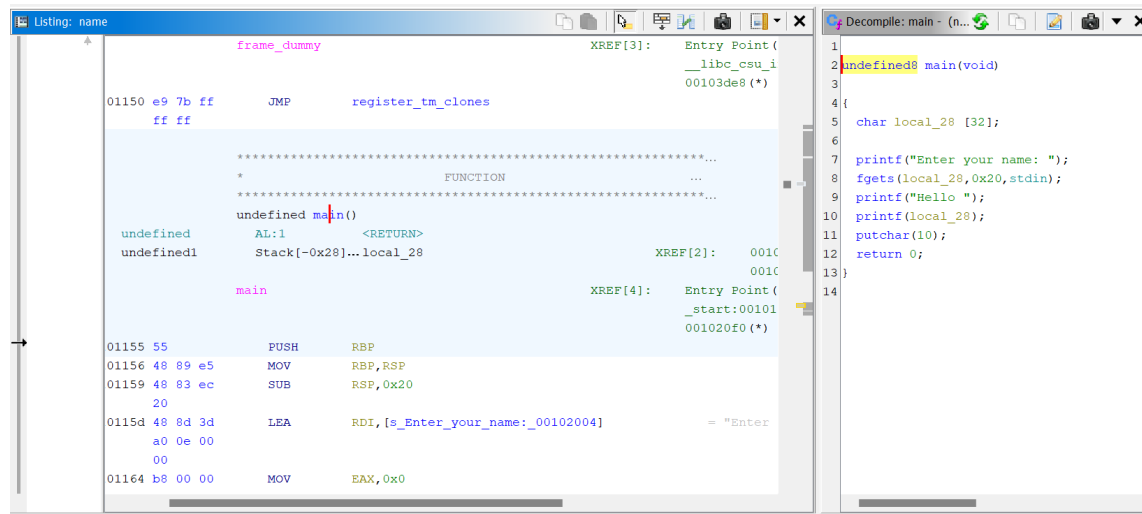 Listing: name
frame_dummy XREF[3]: Entry Point(
__libc_csu_i
00103de8(*)
01150 e9 7b ff JMP register_tm_clones
ff ff
**************************************************************...
* FUNCTION ...
**************************************************************...
undefined main()
undefined AL:1 <RETURN>
undefined1 Stack[-0x28]... local_28 XREF[2]: 0010
0010
main XREF[4]: Entry Point(
_start:00101
001020f0(*)
01155 55 PUSH RBP
01156 48 89 e5 MOV RBP,RSP
01159 48 83 ec SUB RSP,0x20
20
0115d 48 8d 3d LEA RDI,[s_Enter_your_name:_00102004] = "Enter
a0 0e 00
00
01164 b8 00 00 MOV EAX,0x0
Decompile: main - (n...
1
2 undefined8 main(void)
3
4 {
5 char local_28 [32];
6
7 printf("Enter your name: ");
8 fgets(local_28,0x20,stdin);
9 printf("Hello ");
10 printf(local_28);
11 putchar(10);
12 return 0;
13 }
14